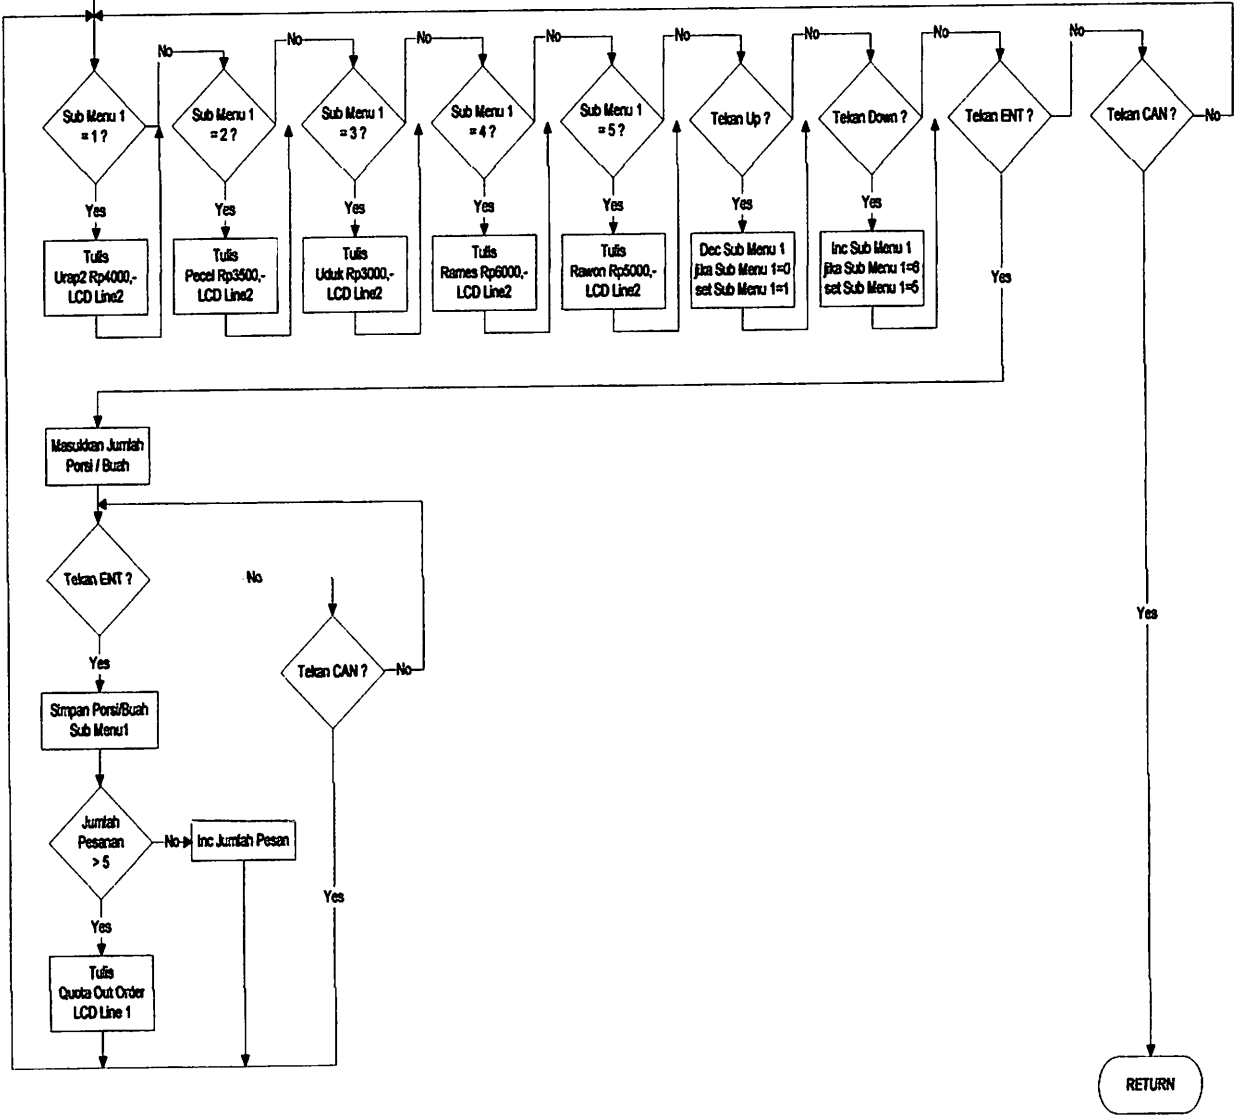 No
No
No
No
No
No
No
No
Sub Menu 1
= 1 ?
Sub Menu 1
= 2 ?
Sub Menu 1
= 3 ?
Sub Menu 1
= 4 ?
Sub Menu 1
= 5 ?
Tekan Up ?
Tekan Down ?
Tekan ENT ?
Tekan CAN ?
No
Yes
Yes
Yes
Yes
Yes
Yes
Yes
Tulis
Urap2 Rp4000,-
LCD Line2
Tulis
Pecel Rp3500,-
LCD Line2
Tulis
Uduk Rp3000,-
LCD Line2
Tulis
Rames Rp6000,-
LCD Line2
Tulis
Rawon Rp5000,-
LCD Line2
Dec Sub Menu 1
jika Sub Menu 1=0
set Sub Menu 1=1
Inc Sub Menu 1
jika Sub Menu 1=6
set Sub Menu 1=5
Yes
Masukkan Jumlah
Porsi / Buah
Tekan ENT ?
No
Yes
Yes
Tekan CAN ?
No
Simpan Porsi/Buah
Sub Menu1
Jumlah
Pesanan
> 5
No
Inc Jumlah Pesan
Yes
Yes
Tulis
Quota Out Order
LCD Line 1
RETURN